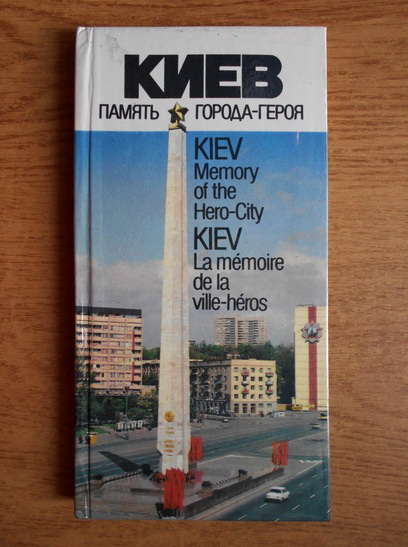 КИЕВ
ПАМЯТЬ ГОРОДА-ГЕРОЯ
KIEV
Memory
of the
Hero-City
KIEV
La mémoire
de la
ville-héros